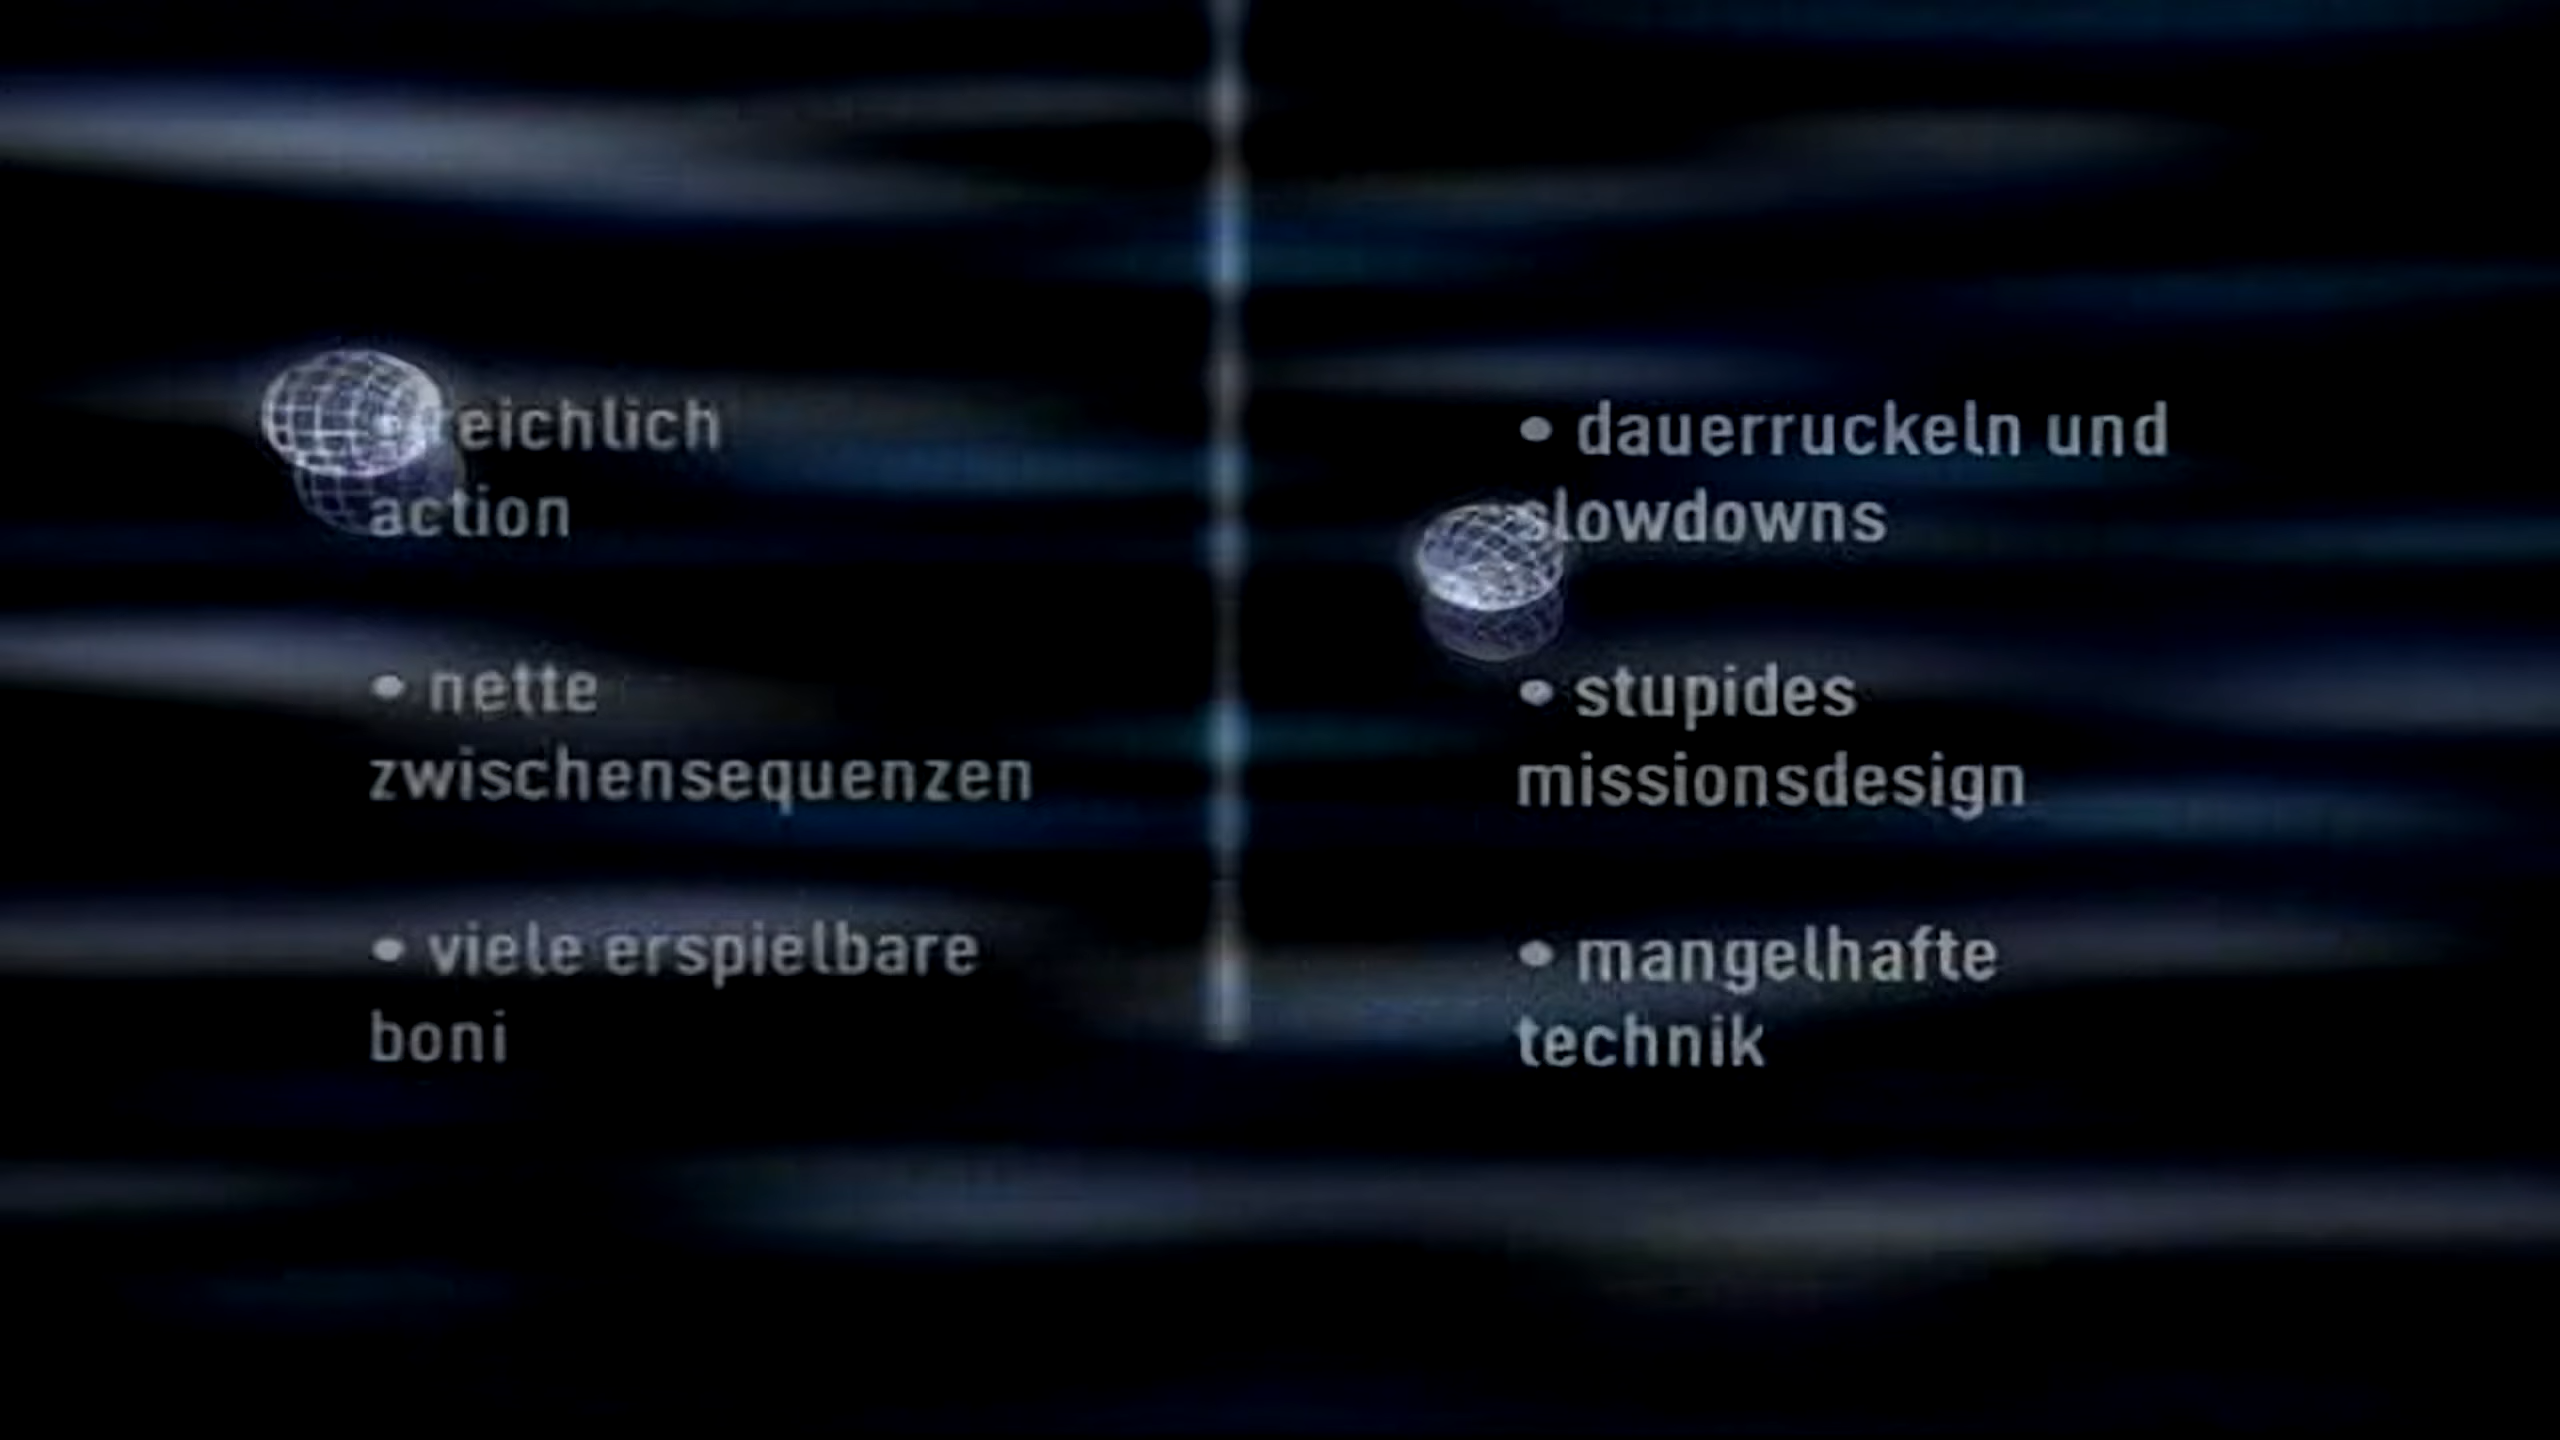 reichlich
action
• nette
zwischensequenzen
• viele erspielbare
boni
• dauerruckeln und
slowdowns
• stupides
missionsdesign
• mangelhafte
technik